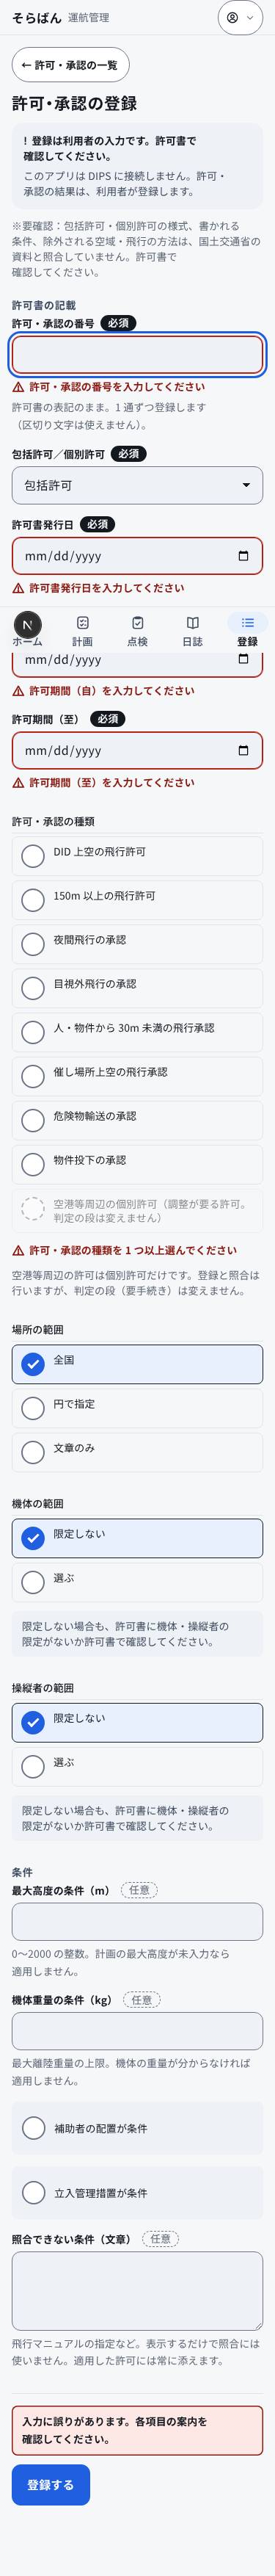 そらばん 運航管理
← 許可・承認の一覧
許可・承認の登録
! 登録は利用者の入力です。許可書で
確認してください。
このアプリは DIPS に接続しません。許可・
承認の結果は、利用者が登録します。
※要確認：包括許可・個別許可の様式、書かれる
条件、除外される空域・飛行の方法は、国土交通省の
資料と照合していません。許可書で
確認してください。
許可書の記載
許可・承認の番号 必須
許可・承認の番号を入力してください
許可書の表記のまま。1 通ずつ登録します
（区切り文字は使えません）。
包括許可／個別許可 必須
包括許可
許可書発行日 必須
mm/dd/yyyy
許可書発行日を入力してください
N
ホーム 計画 点検 日誌 登録
mm/dd/yyyy
許可期間（自）を入力してください
許可期間（至） 必須
mm/dd/yyyy
許可期間（至）を入力してください
許可・承認の種類
DID 上空の飛行許可
150m 以上の飛行許可
夜間飛行の承認
目視外飛行の承認
人・物件から 30m 未満の飛行承認
催し場所上空の飛行承認
危険物輸送の承認
物件投下の承認
空港等周辺の個別許可（調整が要る許可。
判定の段は変えません）
許可・承認の種類を 1 つ以上選んでください
空港等周辺の許可は個別許可だけです。登録と照合は
行いますが、判定の段（要手続き）は変えません。
場所の範囲
全国
円で指定
文章のみ
機体の範囲
限定しない
選ぶ
限定しない場合も、許可書に機体・操縦者の
限定がないか許可書で確認してください。
操縦者の範囲
限定しない
選ぶ
限定しない場合も、許可書に機体・操縦者の
限定がないか許可書で確認してください。
条件
最大高度の条件（m） 任意
0〜2000 の整数。計画の最大高度が未入力なら
適用しません。
機体重量の条件（kg） 任意
最大離陸重量の上限。機体の重量が分からなければ
適用しません。
補助者の配置が条件
立入管理措置が条件
照合できない条件（文章） 任意
飛行マニュアルの指定など。表示するだけで照合には
使いません。適用した許可には常に添えます。
入力に誤りがあります。各項目の案内を
確認してください。
登録する